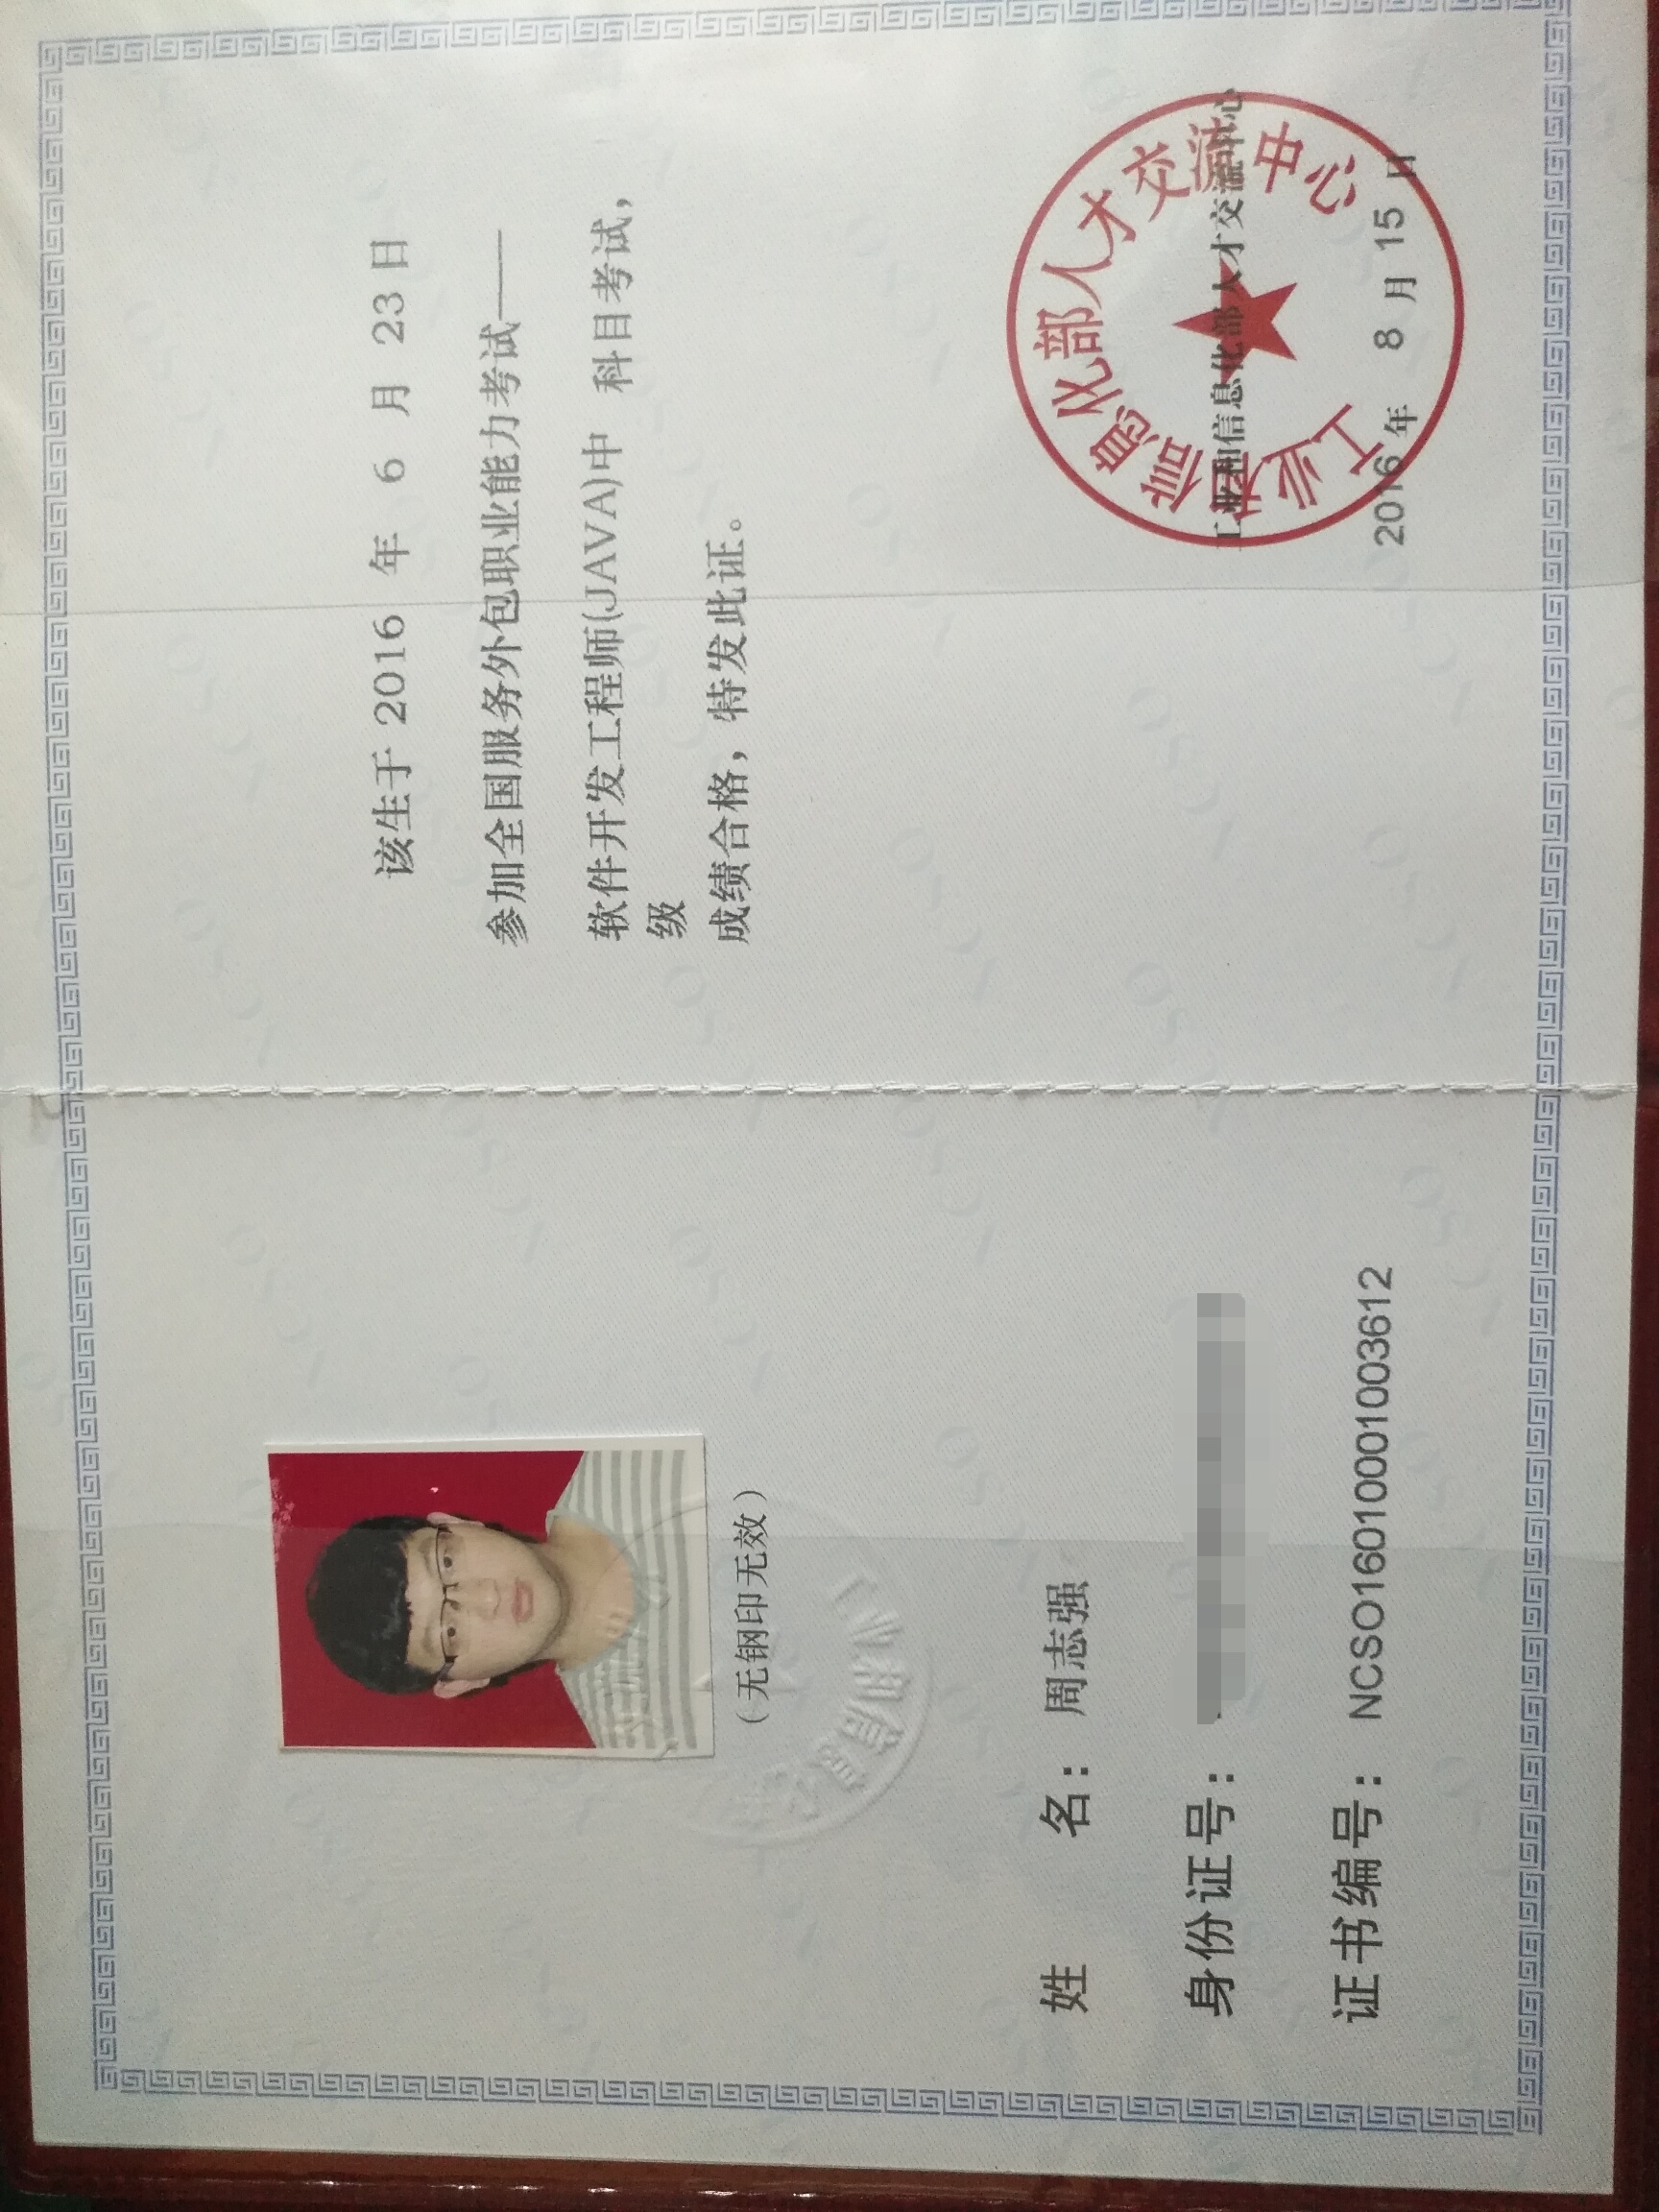 （无钢印无效）
姓 名： 周志强
身份证号：
证书编号： NCSO16010001003612
该生于 2016 年 6 月 23 日
参加全国服务外包职业能力考试——
软件开发工程师(JAVA)中 科目考试，
级
成绩合格，特发此证。
工业和信息化部人才交流中心
工业和信息化部人才交流中心
2016 年 8 月 15 日